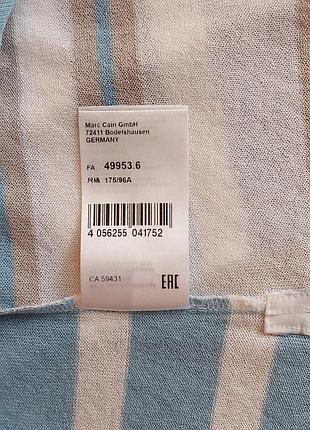 Marc Cain GmbH
72411 Bodelshausen
GERMANY
FA 49953.6
175/96A
4 056255 041752
CA 59431
EAC